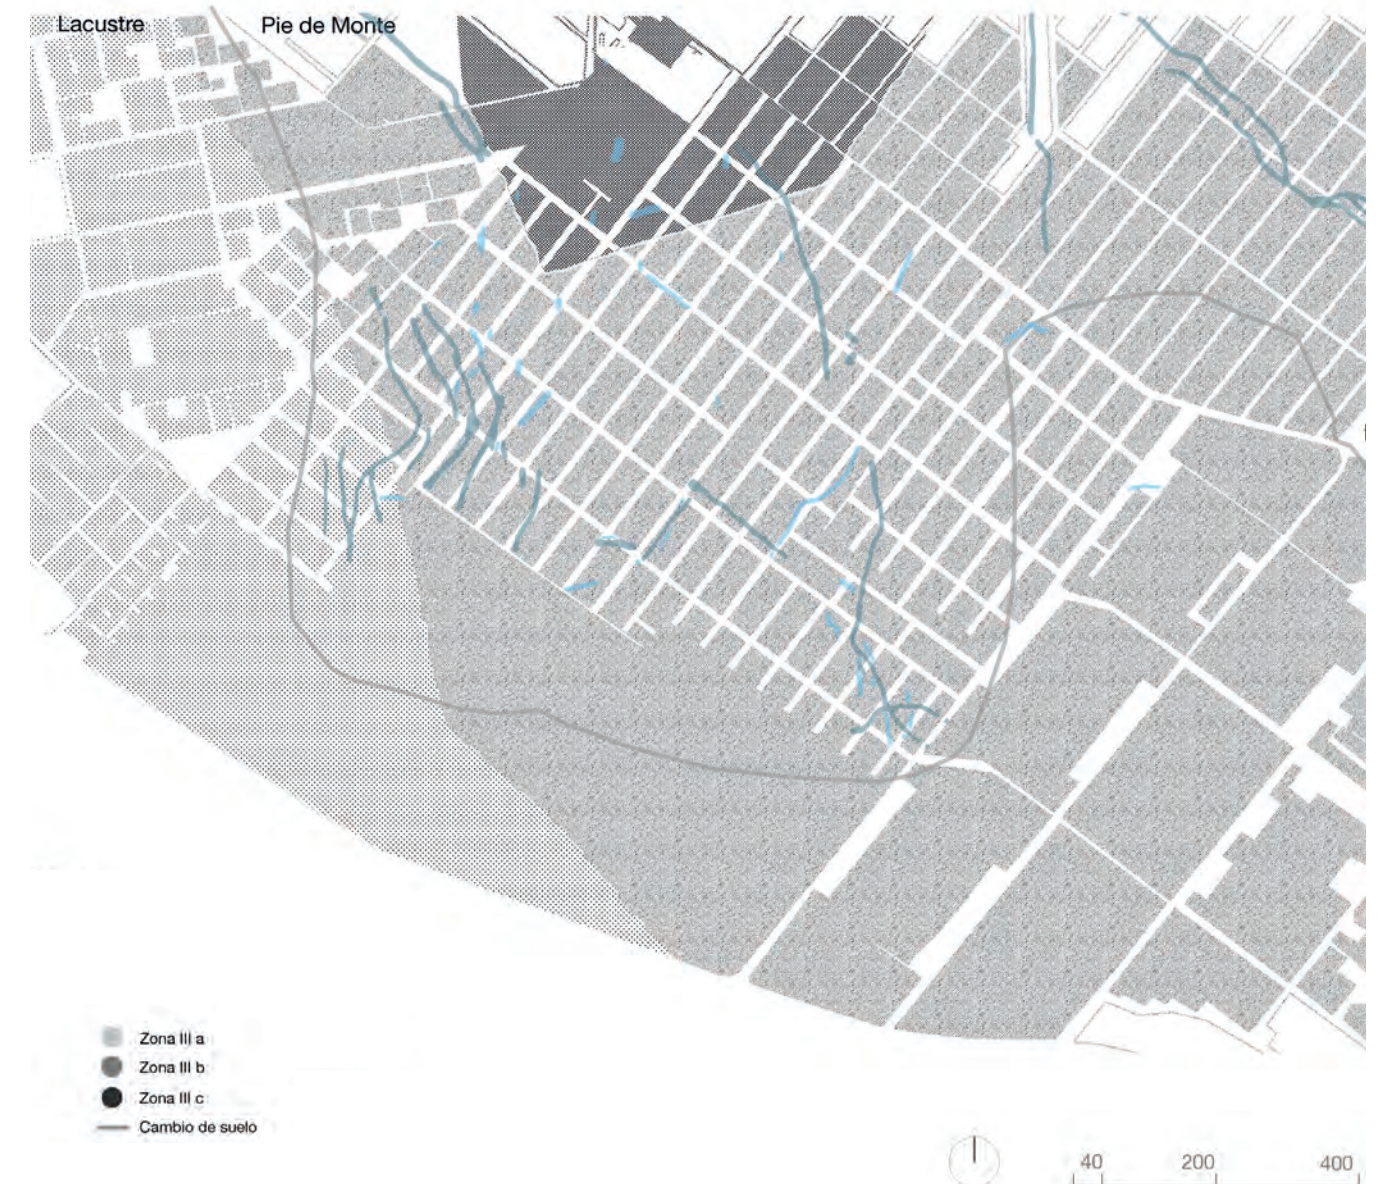 Lacustre
Pie de Monte
Zona III a
Zona III b
Zona III c
Cambio de suelo
40 200 400